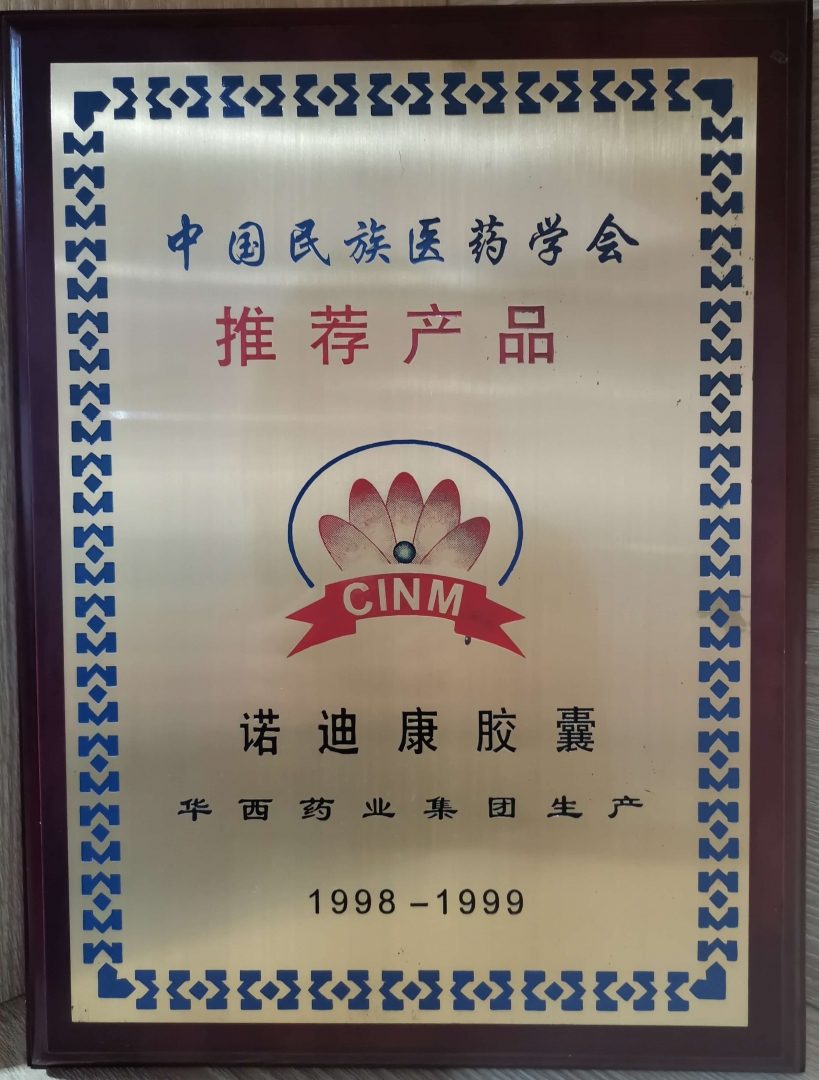 中国民族医药学会
推荐产品
CINM
诺迪康胶囊
华西药业集团生产
1998-1999